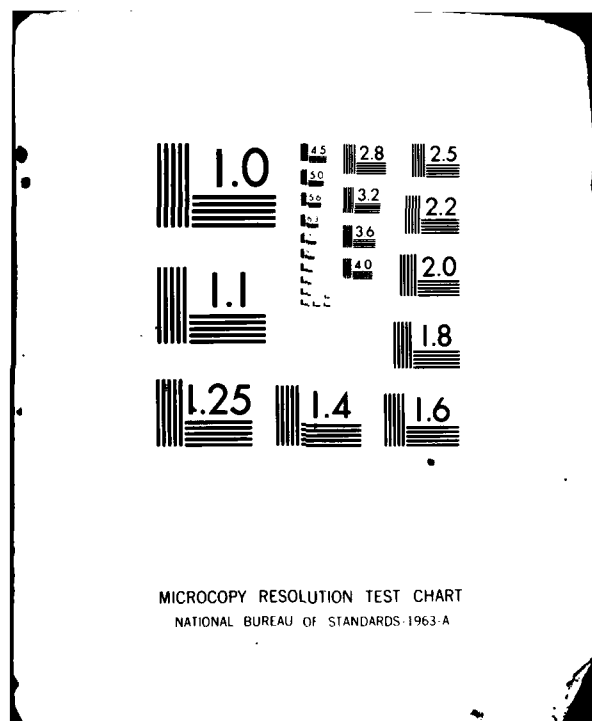 1.0 4.5 2.8 2.5
5.0
5.6 3.2 2.2
6.3
3.6
1.1 4.0 2.0
1.8
1.25 1.4 1.6
MICROCOPY RESOLUTION TEST CHART
NATIONAL BUREAU OF STANDARDS-1963-A